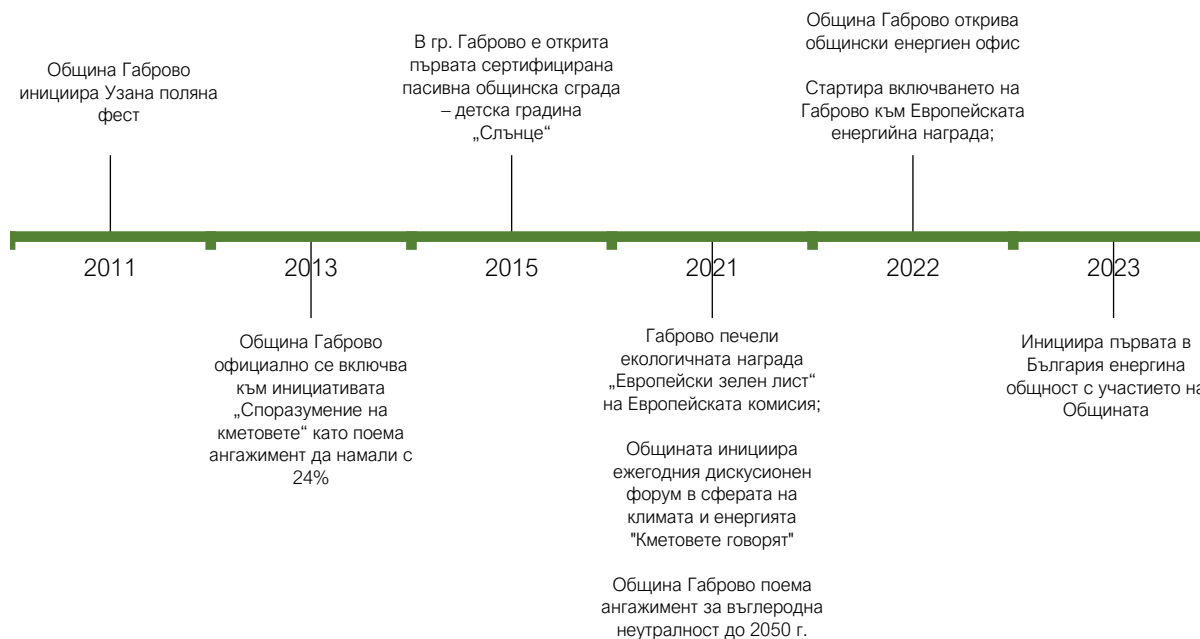 Община Габрово
инициира Узана поляна
фест
В гр. Габрово е открита
първата сертифицирана
пасивна общинска сграда
– детска градина
„Слънце“
Община Габрово открива
общински енергиен офис
Стартира включването на
Габрово към Европейската
енергийна награда;
2011
2013
2015
2021
2022
2023
Община Габрово
официално се включва
към инициативата
„Споразумение на
кметовете“ като поема
ангажимент да намали с
24%
Габрово печели
екологичната награда
„Европейски зелен лист“
на Европейската комисия;
Общината инициира
ежегодния дискусионен
форум в сферата на
климата и енергията
"Кметовете говорят"
Община Габрово поема
ангажимент за въглеродна
неутралност до 2050 г.
Инициира първата в
България енергина
общност с участието на
Общината